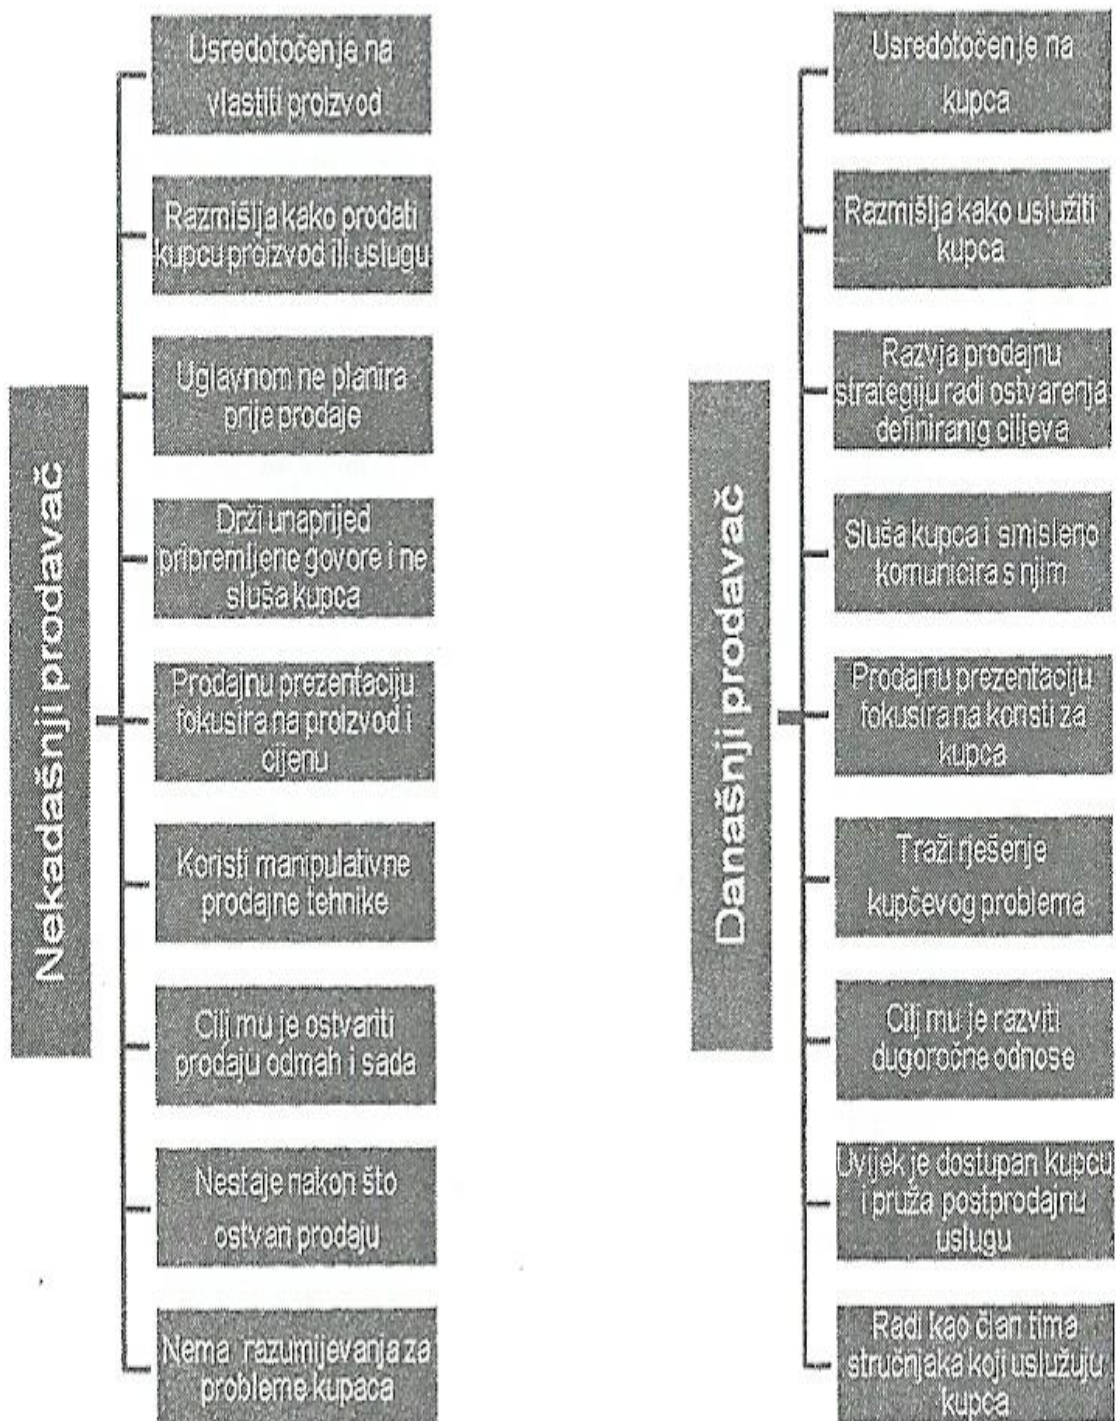 Nekadašnji prodavač
Usredotočenje na
vlastiti proizvod
Razmišlja kako prodati
kupcu proizvod ili uslugu
Uglavnom ne planira
prije prodaje
Drži unaprijed
pripremljene govore i ne
sluša kupca
Prodajnu prezentaciju
fokusira na proizvod i
cijenu
Koristi manipulativne
prodajne tehnike
Cilj mu je ostvariti
prodaju odmah i sada
Nestaje nakon što
ostvari prodaju
Nema razumijevanja za
probleme kupaca
Današnji prodavač
Usredotočenje na
kupca
Razmišlja kako uslužiti
kupca
Razvja prodajnu
strategiju radi ostvarenja
definiranig ciljeva
Sluša kupca i smisleno
komunicira s njim
Prodajnu prezentaciju
fokusira na koristi za
kupca
Traži rješenje
kupčevog problema
Cilj mu je razviti
dugoročne odnose
Uvijek je dostupan kupcu
i pruža postprodajnu
uslugu
Radi kao član tima
stručnjaka koji uslužuju
kupca